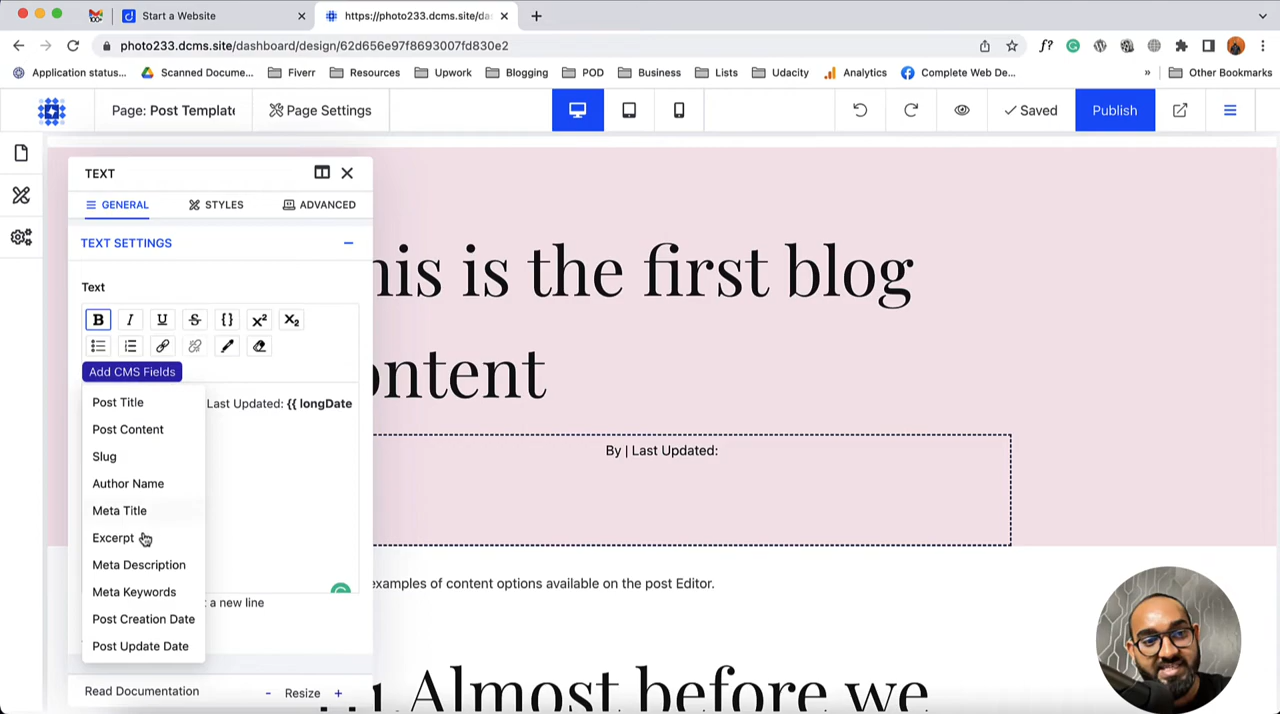 Start a Website
https://photo233.dcms.site/da
photo233.dcms.site/dashboard/design/62d656e97f8693007fd830e2
f?
Application status...
Scanned Docume...
Fiverr
Resources
Upwork
Blogging
POD
Business
Lists
Udacity
Analytics
Complete Web De...
»
Other Bookmarks
Page: Post Template
Page Settings
Saved
Publish
TEXT
GENERAL
STYLES
ADVANCED
TEXT SETTINGS
Text
B I U S {} x² X₂
Add CMS Fields
Last Updated: {{ longDate
Post Title
Post Content
Slug
Author Name
Meta Title
Excerpt
Meta Description
Meta Keywords
Post Creation Date
Post Update Date
a new line
Read Documentation
- Resize +
his is the first blog
ontent
By | Last Updated:
examples of content options available on the post Editor.
Almost before we